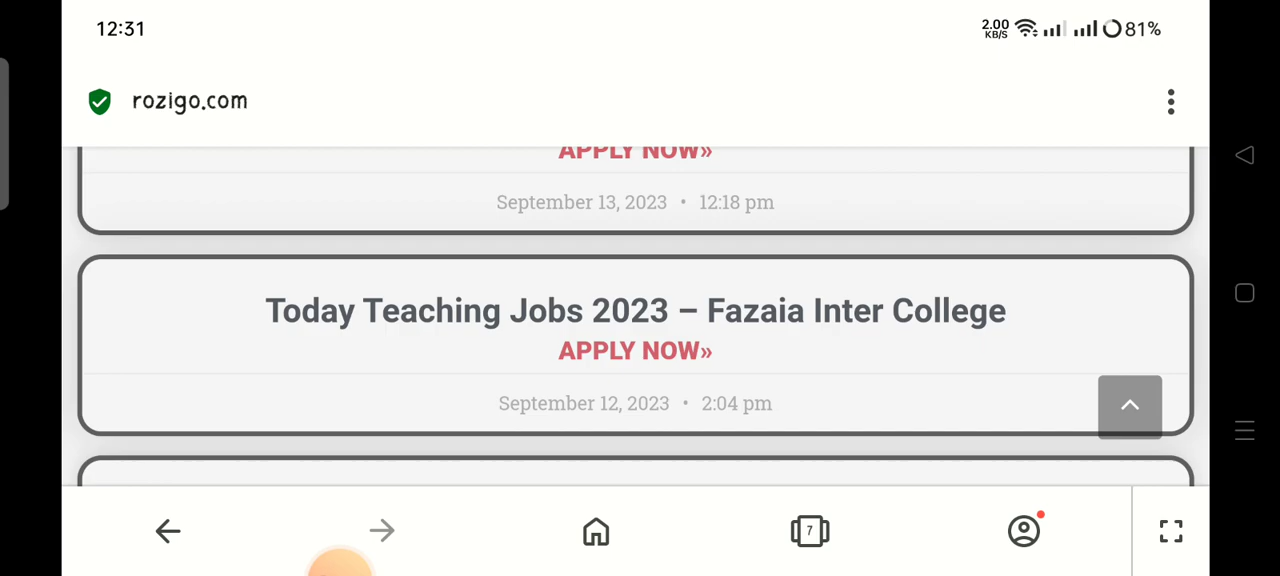 12:31
2.00
KB/S
81%
rozigo.com
APPLY NOW»
September 13, 2023 • 12:18 pm
Today Teaching Jobs 2023 – Fazaia Inter College
APPLY NOW»
September 12, 2023 • 2:04 pm
7